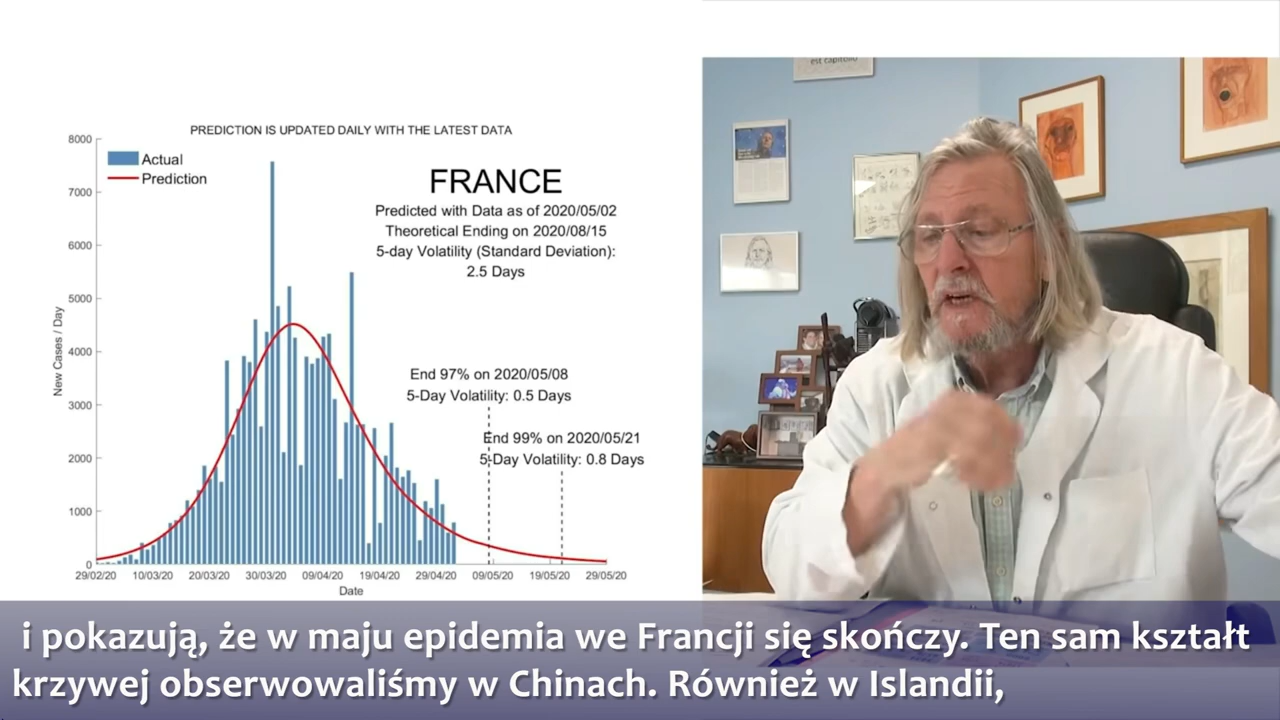 PREDICTION IS UPDATED DAILY WITH THE LATEST DATA
Actual
Prediction
FRANCE
Predicted with Data as of 2020/05/02
Theoretical Ending on 2020/08/15
5-day Volatility (Standard Deviation):
2.5 Days
End 97% on 2020/05/08
5-Day Volatility: 0.5 Days
End 99% on 2020/05/21
5-Day Volatility: 0.8 Days
New Cases / Day
8000
7000
6000
5000
4000
3000
2000
1000
0
29/02/20 10/03/20 20/03/20 30/03/20 09/04/20 19/04/20 29/04/20 09/05/20 19/05/20 29/05/20
Date
est capitolio
i pokazują, że w maju epidemia we Francji się skończy. Ten sam kształt
krzywej obserwowaliśmy w Chinach. Również w Islandii,